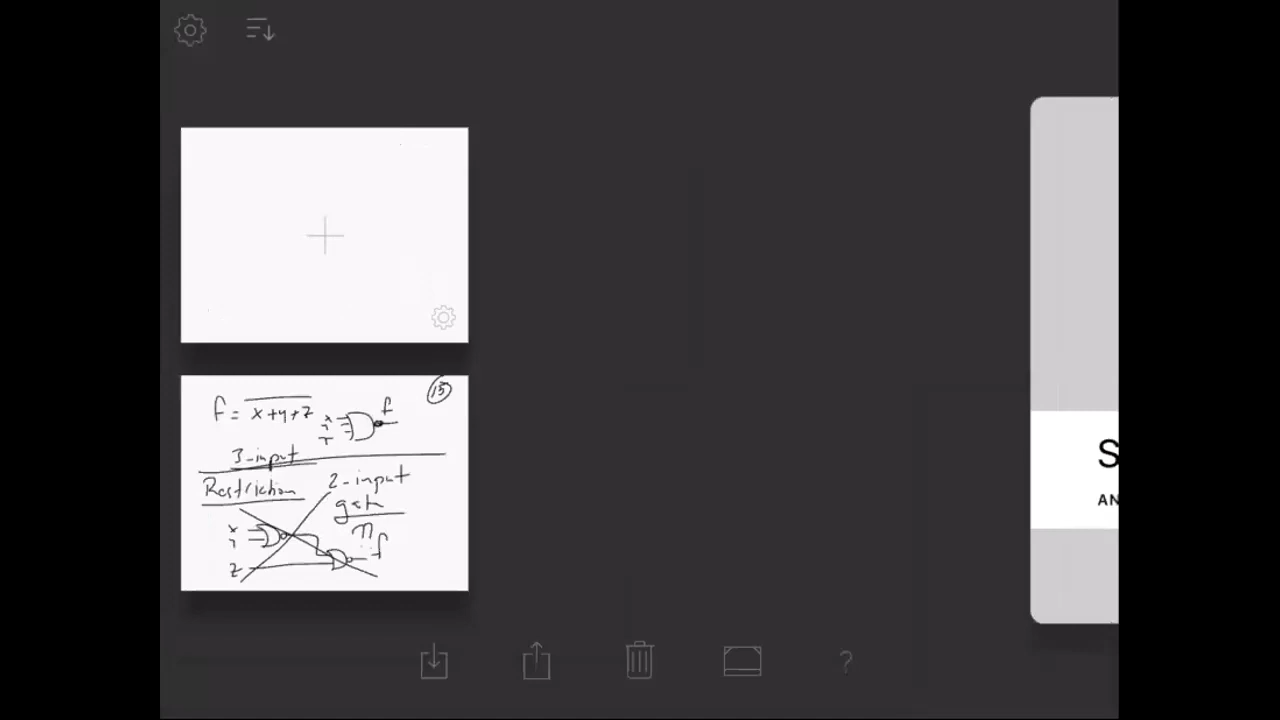 15
f = x+y+z
f
x
y
z
3-input
Restriction
2-input
gate
x
y
f
z
S
AN
?